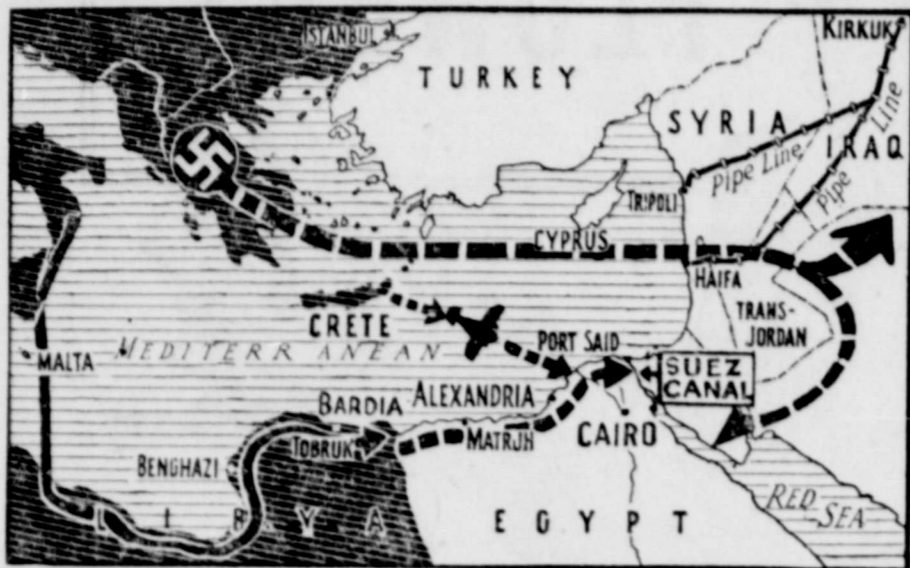 ISTANBUL
KIRKUK
TURKEY
SYRIA
Line
IRAQ
Pipe Line
Pipe
TRIPOLI
CYPRUS
HAIFA
TRANS-
JORDAN
CRETE
PORT SAID
MEDITERRANEAN
MALTA
SUEZ
CANAL
ALEXANDRIA
BARDIA
TOBRUK
MATRUH
CAIRO
BENGHAZI
RED
SEA
LIBYA
EGYPT